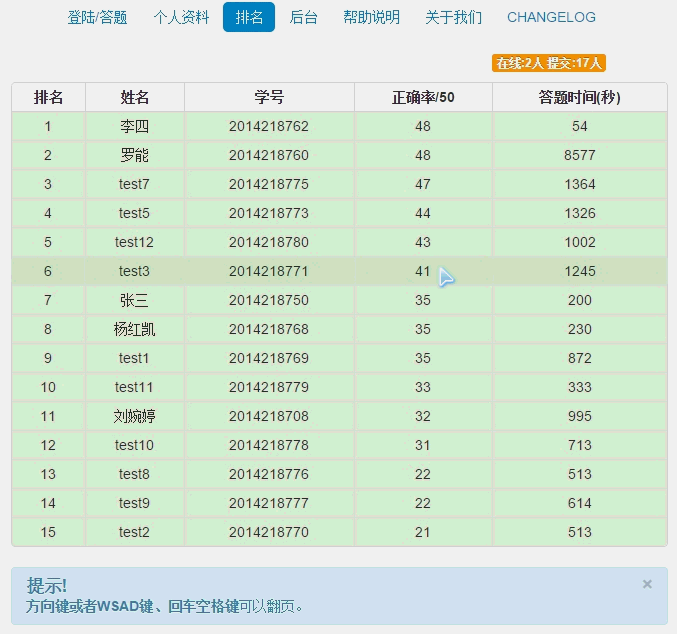 登陆/答题 个人资料 排名 后台 帮助说明 关于我们 CHANGELOG
在线:2人 提交:17人
排名 姓名 学号 正确率/50 答题时间(秒)
1 李四 2014218762 48 54
2 罗能 2014218760 48 8577
3 test7 2014218775 47 1364
4 test5 2014218773 44 1326
5 test12 2014218780 43 1002
6 test3 2014218771 41 1245
7 张三 2014218750 35 200
8 杨红凯 2014218768 35 230
9 test1 2014218769 35 872
10 test11 2014218779 33 333
11 刘婉婷 2014218708 32 995
12 test10 2014218778 31 713
13 test8 2014218776 22 513
14 test9 2014218777 22 614
15 test2 2014218770 21 513
提示! ×
方向键或者WSAD键、回车空格键可以翻页。